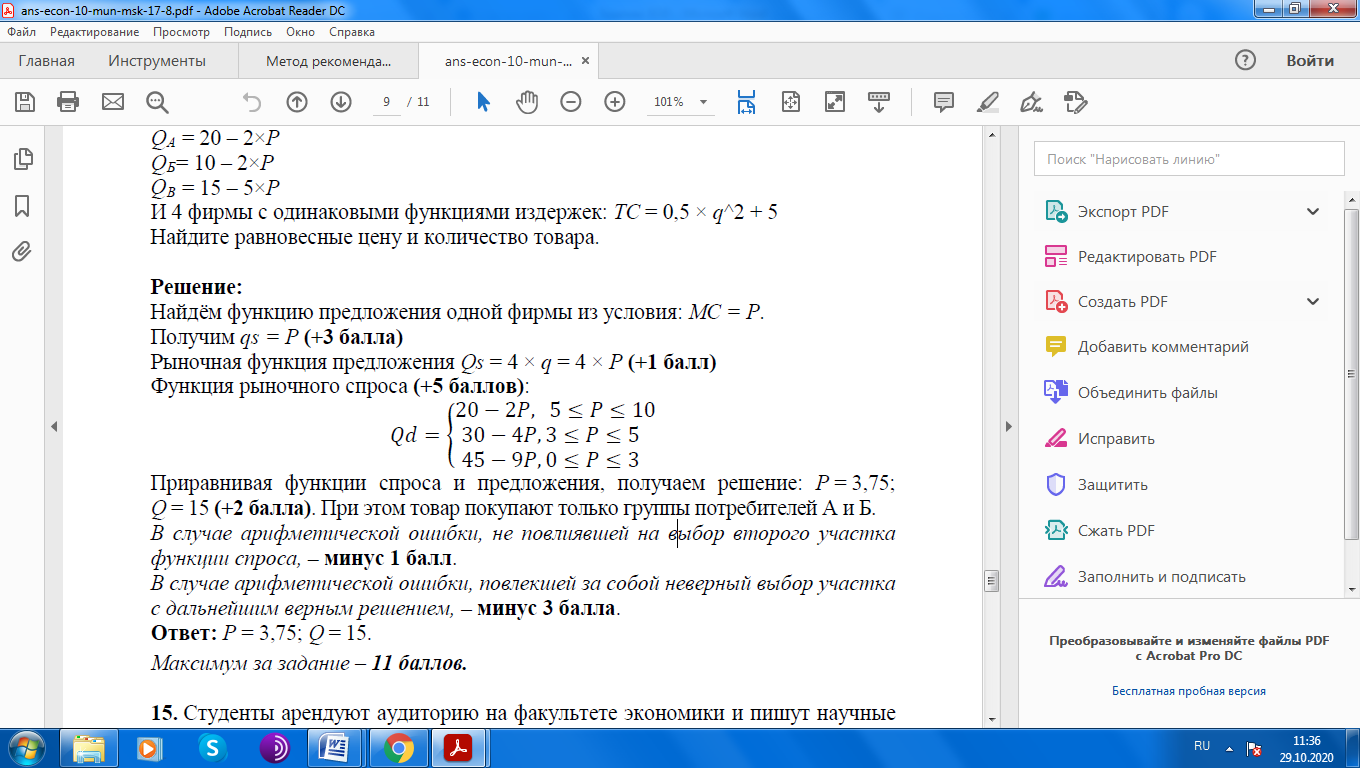 ans-econ-10-mun-msk-17-8.pdf - Adobe Acrobat Reader DC
Файл Редактирование Просмотр Подпись Окно Справка
Главная Инструменты Метод рекоменда... ans-econ-10-mun-... × ? Войти
9 / 11 101%
Q_A = 20 – 2×P
Q_Б= 10 – 2×P
Q_В = 15 – 5×P
И 4 фирмы с одинаковыми функциями издержек: TC = 0,5 × q^2 + 5
Найдите равновесные цену и количество товара.
Решение:
Найдём функцию предложения одной фирмы из условия: MC = P.
Получим qs = P (+3 балла)
Рыночная функция предложения Qs = 4 × q = 4 × P (+1 балл)
Функция рыночного спроса (+5 баллов):
20 − 2P, 5 ≤ P ≤ 10
Qd = { 30 − 4P, 3 ≤ P ≤ 5
45 − 9P, 0 ≤ P ≤ 3
Приравнивая функции спроса и предложения, получаем решение: P = 3,75;
Q = 15 (+2 балла). При этом товар покупают только группы потребителей А и Б.
В случае арифметической ошибки, не повлиявшей на выбор второго участка
функции спроса, – минус 1 балл.
В случае арифметической ошибки, повлекшей за собой неверный выбор участка
с дальнейшим верным решением, – минус 3 балла.
Ответ: P = 3,75; Q = 15.
Максимум за задание – 11 баллов.
15. Студенты арендуют аудиторию на факультете экономики и пишут научные
Поиск "Нарисовать линию"
Экспорт PDF
Редактировать PDF
Создать PDF
Добавить комментарий
Объединить файлы
Исправить
Защитить
Сжать PDF
Заполнить и подписать
Преобразовывайте и изменяйте файлы PDF
с Acrobat Pro DC
Бесплатная пробная версия
RU 11:36
29.10.2020